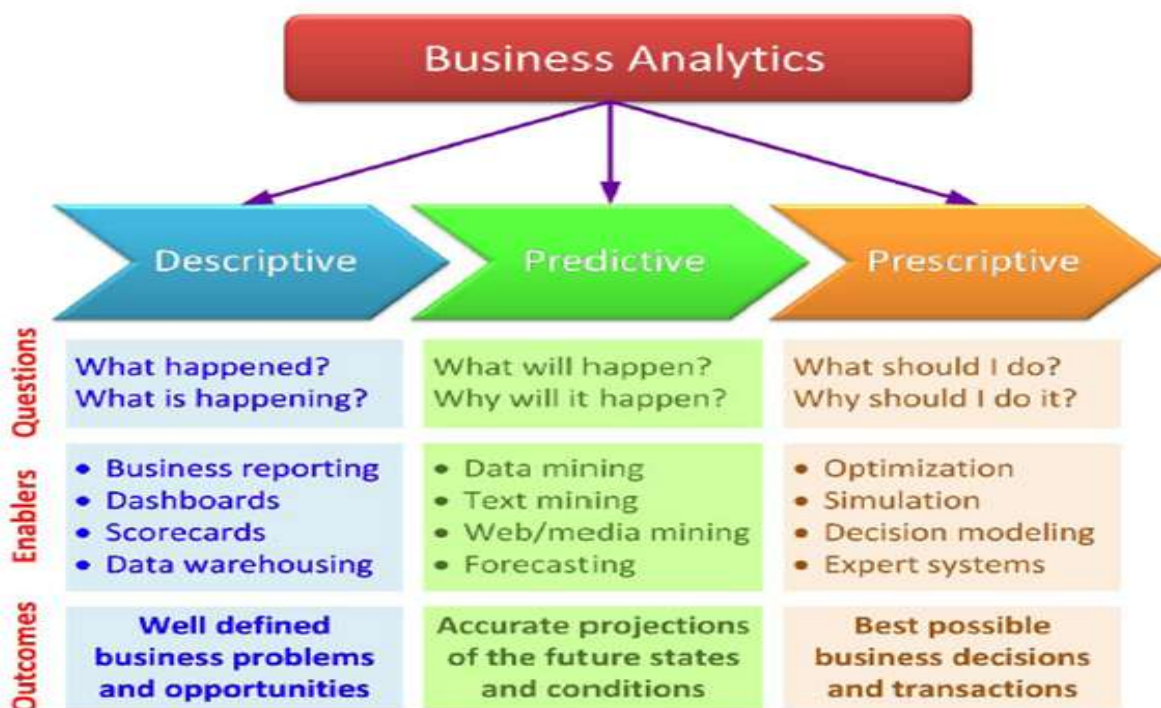 Business Analytics
Descriptive
Predictive
Prescriptive
Questions
What happened?
What is happening?
What will happen?
Why will it happen?
What should I do?
Why should I do it?
Enablers
• Business reporting
• Dashboards
• Scorecards
• Data warehousing
• Data mining
• Text mining
• Web/media mining
• Forecasting
• Optimization
• Simulation
• Decision modeling
• Expert systems
Outcomes
Well defined
business problems
and opportunities
Accurate projections
of the future states
and conditions
Best possible
business decisions
and transactions